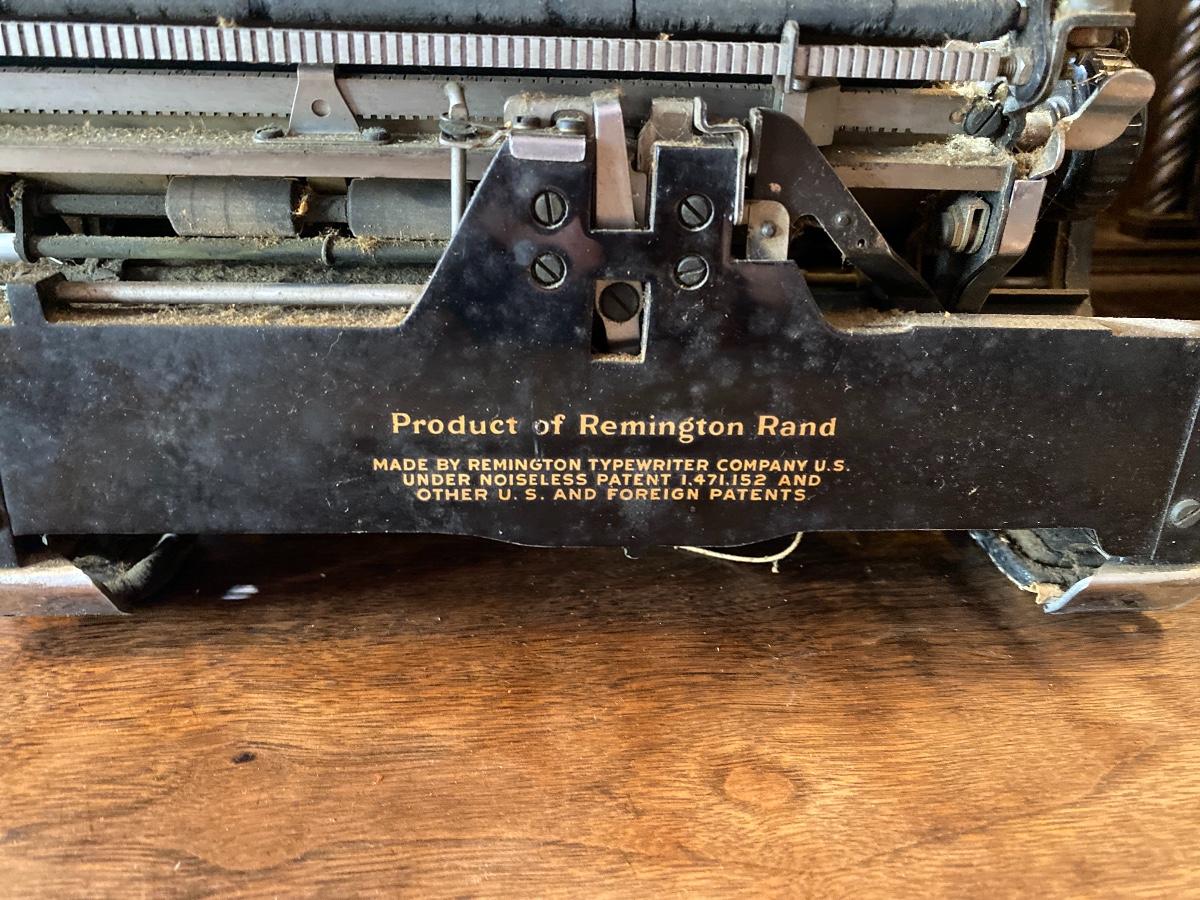 Product of Remington Rand
MADE BY REMINGTON TYPEWRITER COMPANY U.S.
UNDER NOISELESS PATENT 1,471,152 AND
OTHER U. S. AND FOREIGN PATENTS